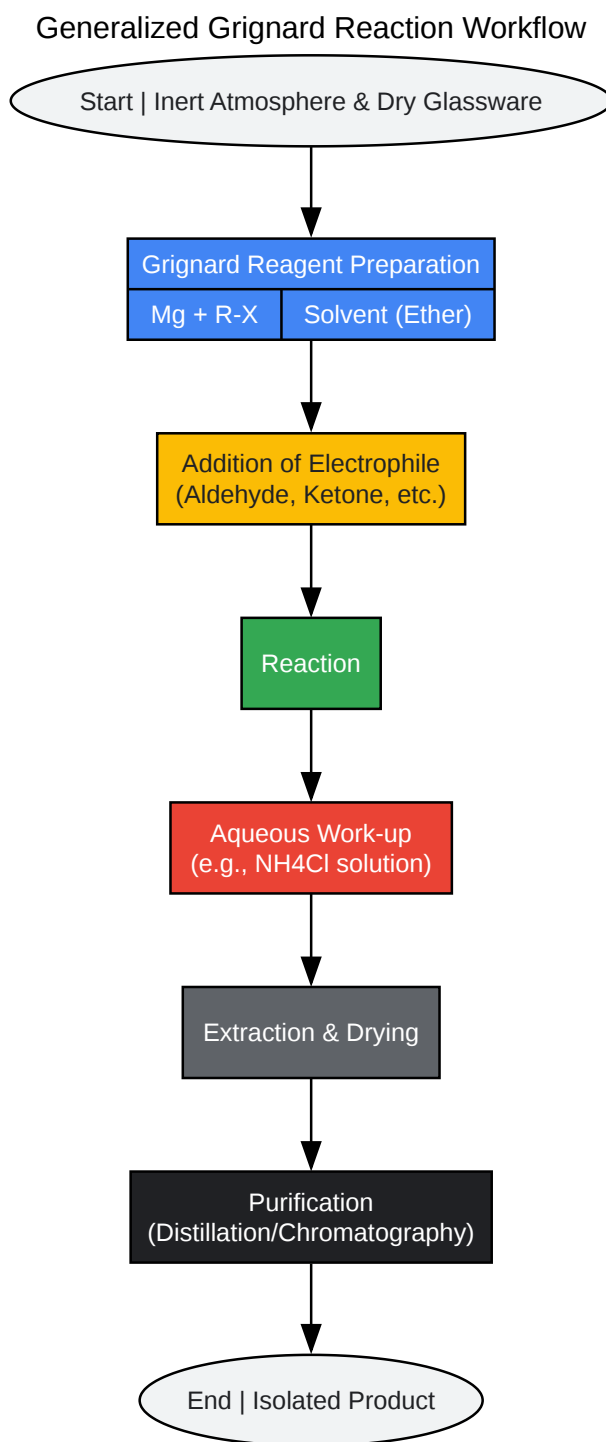 Generalized Grignard Reaction Workflow
Start | Inert Atmosphere & Dry Glassware
Grignard Reagent Preparation
Mg + R-X
Solvent (Ether)
Addition of Electrophile
(Aldehyde, Ketone, etc.)
Reaction
Aqueous Work-up
(e.g., NH4Cl solution)
Extraction & Drying
Purification
(Distillation/Chromatography)
End | Isolated Product